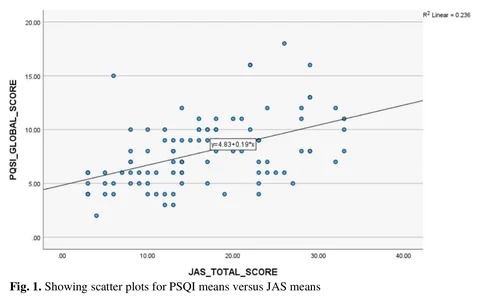 R² Linear = 0.236
20.00
15.00
10.00
5.00
.00
PQSI_GLOBAL_SCORE
y=4.83+0.19*x
.00 10.00 20.00 30.00 40.00
JAS_TOTAL_SCORE
Fig. 1. Showing scatter plots for PSQI means versus JAS means